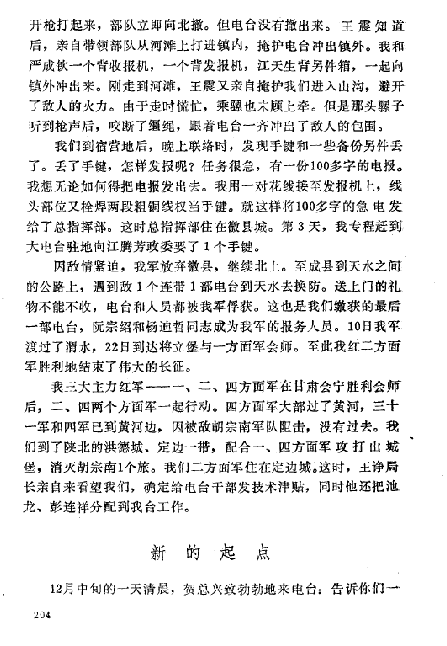 开枪打起来，部队立即向北撤。但电台没有撤出来。王震知道
后，亲自带领部队从河滩上打进镇内，掩护电台冲出镇外。我和
严成钦一个背收报机，一个背发报机，江天生背另件箱，一起向
镇外冲出来。刚走到河滩，王震又亲自掩护我们进入山沟，避开
了敌人的火力。由于走时慌忙，乘骡也末顾上牵。但是那头骡子
听到枪声后，咬断了缰绳，跟着电台一齐冲出了敌人的包围。
我们到宿营地后，晚上联络时，发现手键和一些备份另件丢
了。丢了手键，怎样发报呢？任务很急，有一份100多字的电报。
我想无论如何得把电报发出去。我用一对花线接至发报机上，线
头部位又栓焊两段粗铜线权当手键。就这样将100多字的急电发
给了总指挥部。这时总指挥部住在徽县城。第3天，我专程赶到
大电台驻地向江腾芳政委要了1个手键。
因敌情紧迫，我军放弃徽县，继续北上。至成县到天水之间
的公路上，遇到敌1个连带1部电台到天水去换防。送上门的礼
物不能不收，电台和人员都被我军俘获。这也是我们缴获的最后
一部电台，阮宗绍和杨迪哲同志成为我军的报务人员。10日我军
渡过了渭水，22日到达将立堡与一方面军会师。至此我红二方面
军胜利地结束了伟大的长征。
我三大主力红军——一、二、四方面军在甘肃会宁胜利会师
后，二、四两个方面军一起行动。四方面军大部过了黄河，三十
一军和四军已到黄河边，因被敌胡宗南军队阻击，没有过去。我
们到了陕北的洪德城、定边一带，配合一、四方面军攻打山城
堡，消灭胡宗南1个旅。我们二方面军住在定边城。这时，王诤局
长亲自来看望我们，确定给电台干部发技术津贴，同时他还把池
龙、彭连祥分配到我台工作。
新的起点
12月中旬的一天清晨，贺总兴致勃勃地来电台：告诉你们一
204